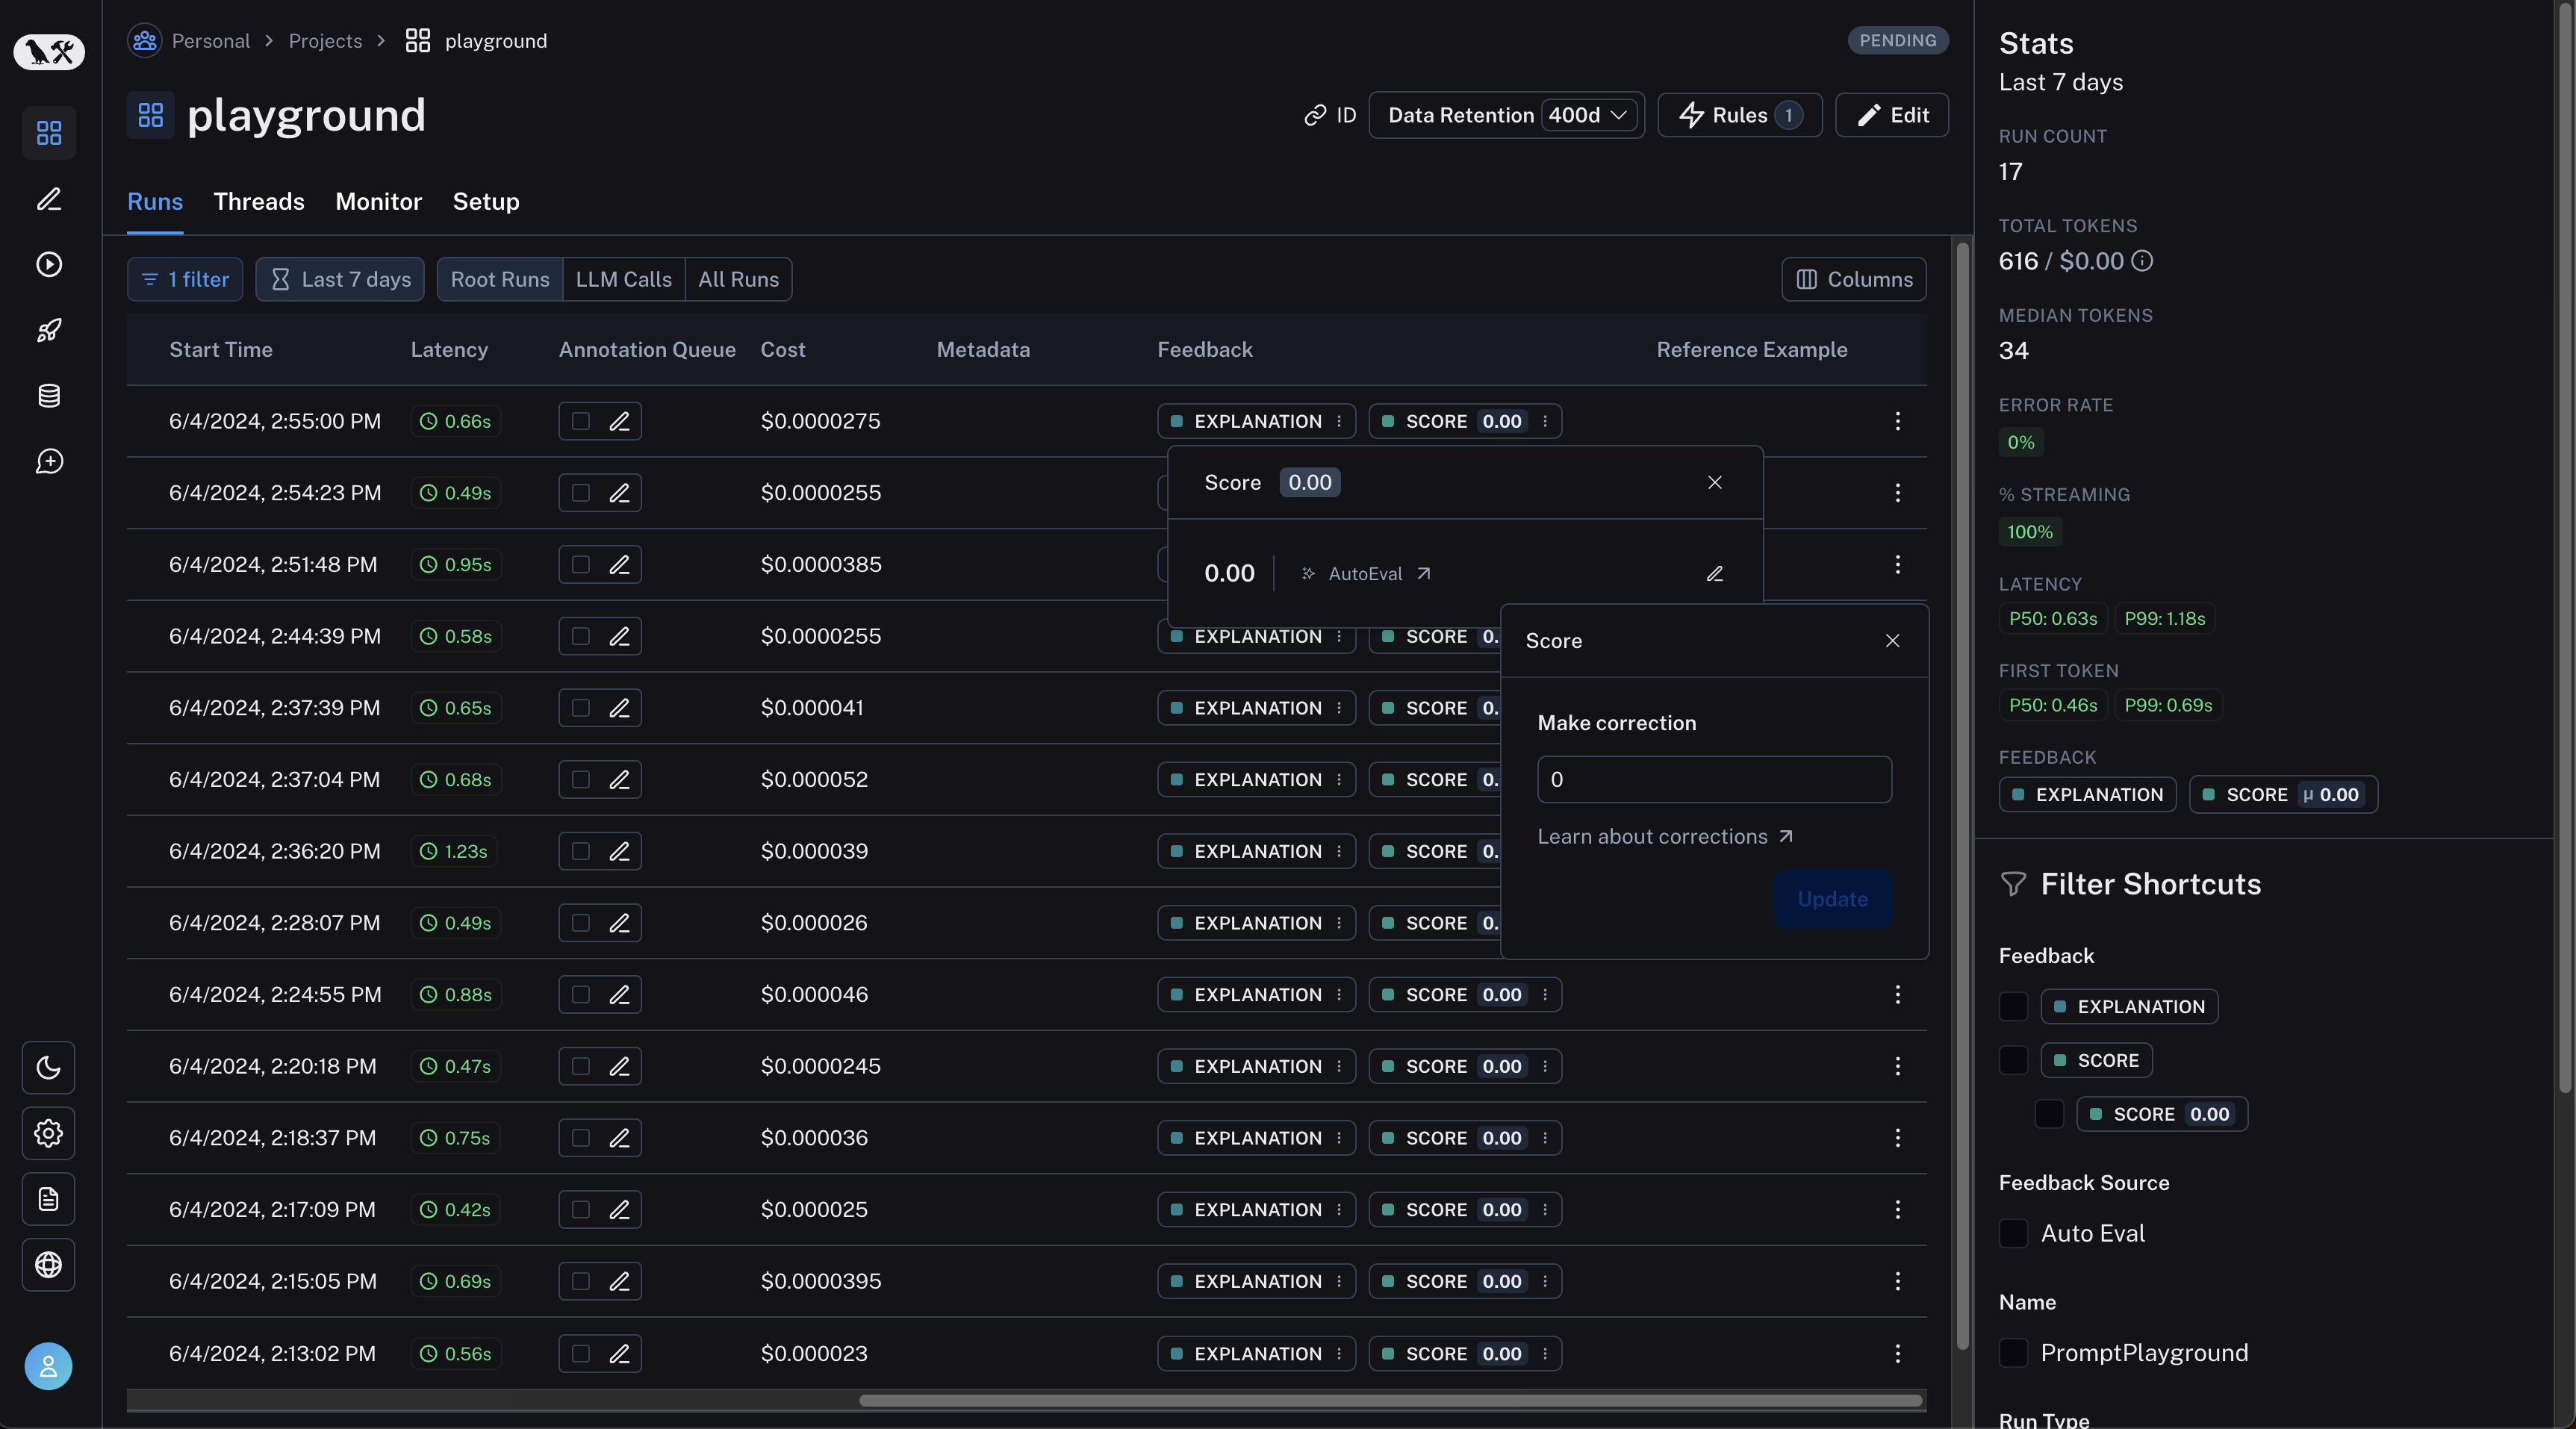 Personal > Projects > playground
PENDING
playground
ID
Data Retention 400d
Rules 1
Edit
Runs Threads Monitor Setup
1 filter
Last 7 days
Root Runs LLM Calls All Runs
Columns
Start Time Latency Annotation Queue Cost Metadata Feedback Reference Example
6/4/2024, 2:55:00 PM 0.66s $0.0000275 EXPLANATION SCORE 0.00
6/4/2024, 2:54:23 PM 0.49s $0.0000255
6/4/2024, 2:51:48 PM 0.95s $0.0000385
6/4/2024, 2:44:39 PM 0.58s $0.0000255 EXPLANATION SCORE 0.
6/4/2024, 2:37:39 PM 0.65s $0.000041 EXPLANATION SCORE 0.
6/4/2024, 2:37:04 PM 0.68s $0.000052 EXPLANATION SCORE 0.
6/4/2024, 2:36:20 PM 1.23s $0.000039 EXPLANATION SCORE 0.
6/4/2024, 2:28:07 PM 0.49s $0.000026 EXPLANATION SCORE 0.
6/4/2024, 2:24:55 PM 0.88s $0.000046 EXPLANATION SCORE 0.00
6/4/2024, 2:20:18 PM 0.47s $0.0000245 EXPLANATION SCORE 0.00
6/4/2024, 2:18:37 PM 0.75s $0.000036 EXPLANATION SCORE 0.00
6/4/2024, 2:17:09 PM 0.42s $0.000025 EXPLANATION SCORE 0.00
6/4/2024, 2:15:05 PM 0.69s $0.0000395 EXPLANATION SCORE 0.00
6/4/2024, 2:13:02 PM 0.56s $0.000023 EXPLANATION SCORE 0.00
Score 0.00
0.00 AutoEval
Score
Make correction
0
Learn about corrections
Update
Stats
Last 7 days
RUN COUNT
17
TOTAL TOKENS
616 / $0.00
MEDIAN TOKENS
34
ERROR RATE
0%
% STREAMING
100%
LATENCY
P50: 0.63s P99: 1.18s
FIRST TOKEN
P50: 0.46s P99: 0.69s
FEEDBACK
EXPLANATION SCORE μ 0.00
Filter Shortcuts
Feedback
EXPLANATION
SCORE
SCORE 0.00
Feedback Source
Auto Eval
Name
PromptPlayground
Run Type